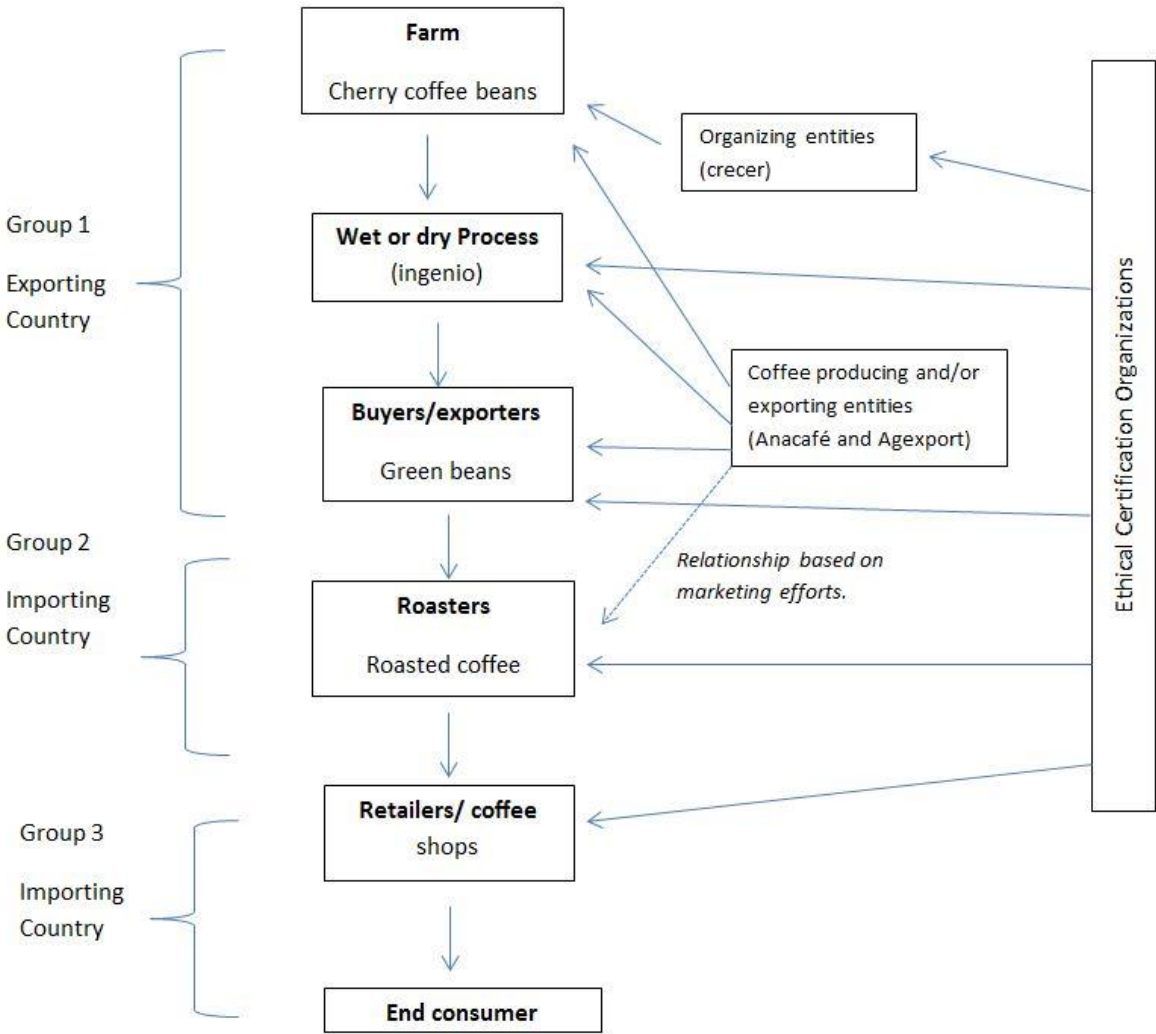 Farm
Cherry coffee beans
Organizing entities
(crecer)
Group 1
Exporting
Country
Wet or dry Process
(ingenio)
Coffee producing and/or
exporting entities
(Anacafé and Agexport)
Buyers/exporters
Green beans
Ethical Certification Organizations
Group 2
Importing
Country
Relationship based on
marketing efforts.
Roasters
Roasted coffee
Group 3
Importing
Country
Retailers/ coffee
shops
End consumer